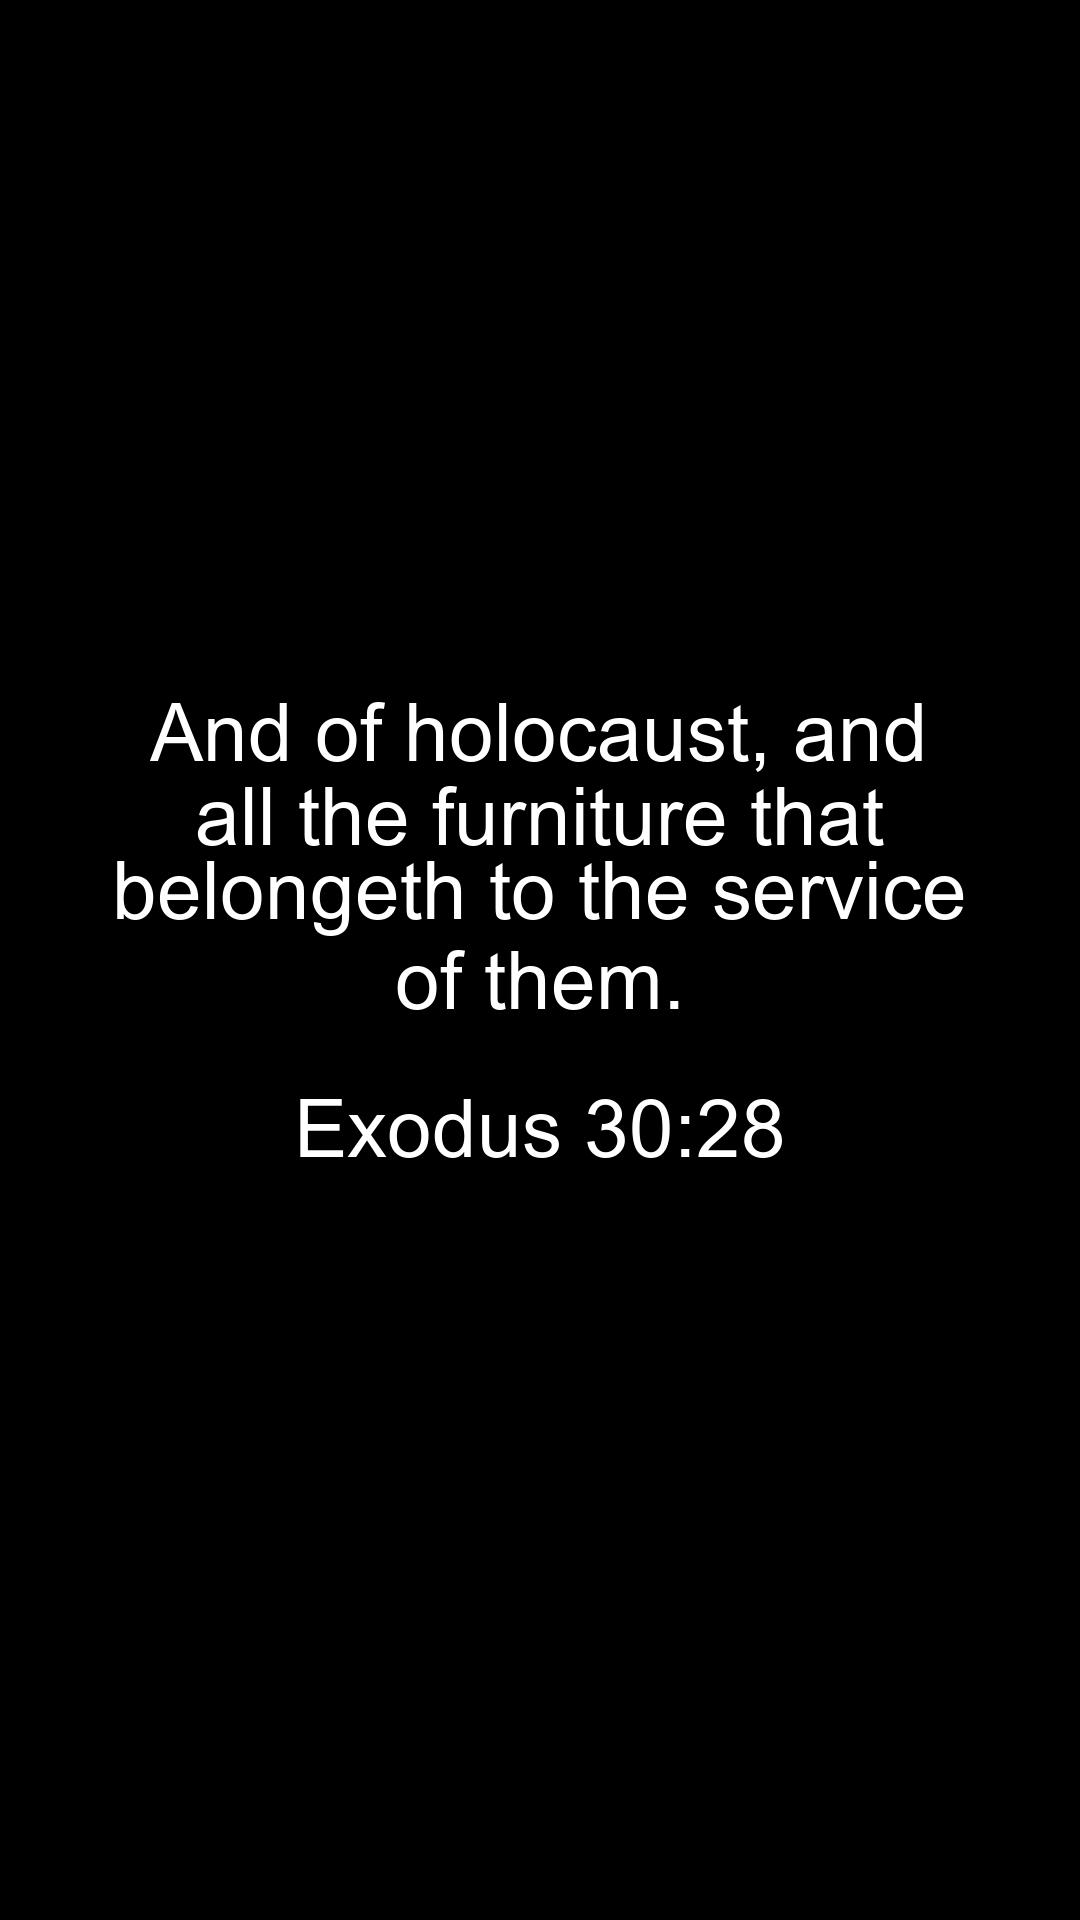 And of holocaust, and
all the furniture that
belongeth to the service
of them.
Exodus 30:28